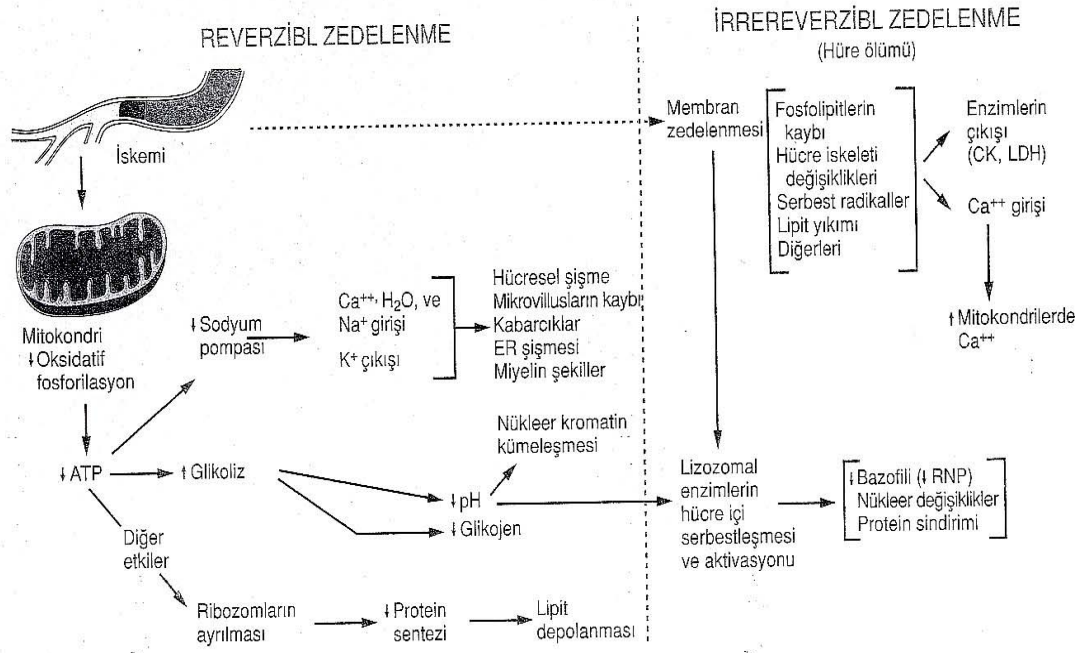 REVERZİBL ZEDELENME
İRREREVERZİBL ZEDELENME
(Hüre ölümü)
İskemi
Mitokondri
↓Oksidatif
fosforilasyon
↓ATP
↓Sodyum
pompası
Ca⁺⁺, H₂O, ve
Na⁺ girişi
K⁺ çıkışı
Hücresel şişme
Mikrovillusların kaybı
Kabarcıklar
ER şişmesi
Miyelin şekiller
↑Glikoliz
Nükleer kromatin
kümeleşmesi
↓pH
↓Glikojen
Diğer
etkiler
Ribozomların
ayrılması
↓Protein
sentezi
Lipit
depolanması
Membran
zedelenmesi
Fosfolipitlerin
kaybı
Hücre iskeleti
değişiklikleri
Serbest radikaller
Lipit yıkımı
Diğerleri
Enzimlerin
çıkışı
(CK, LDH)
Ca⁺⁺ girişi
↑Mitokondrilerde
Ca⁺⁺
Lizozomal
enzimlerin
hücre içi
serbestleşmesi
ve aktivasyonu
↓Bazofili (↓RNP)
Nükleer değişiklikler
Protein sindirimi